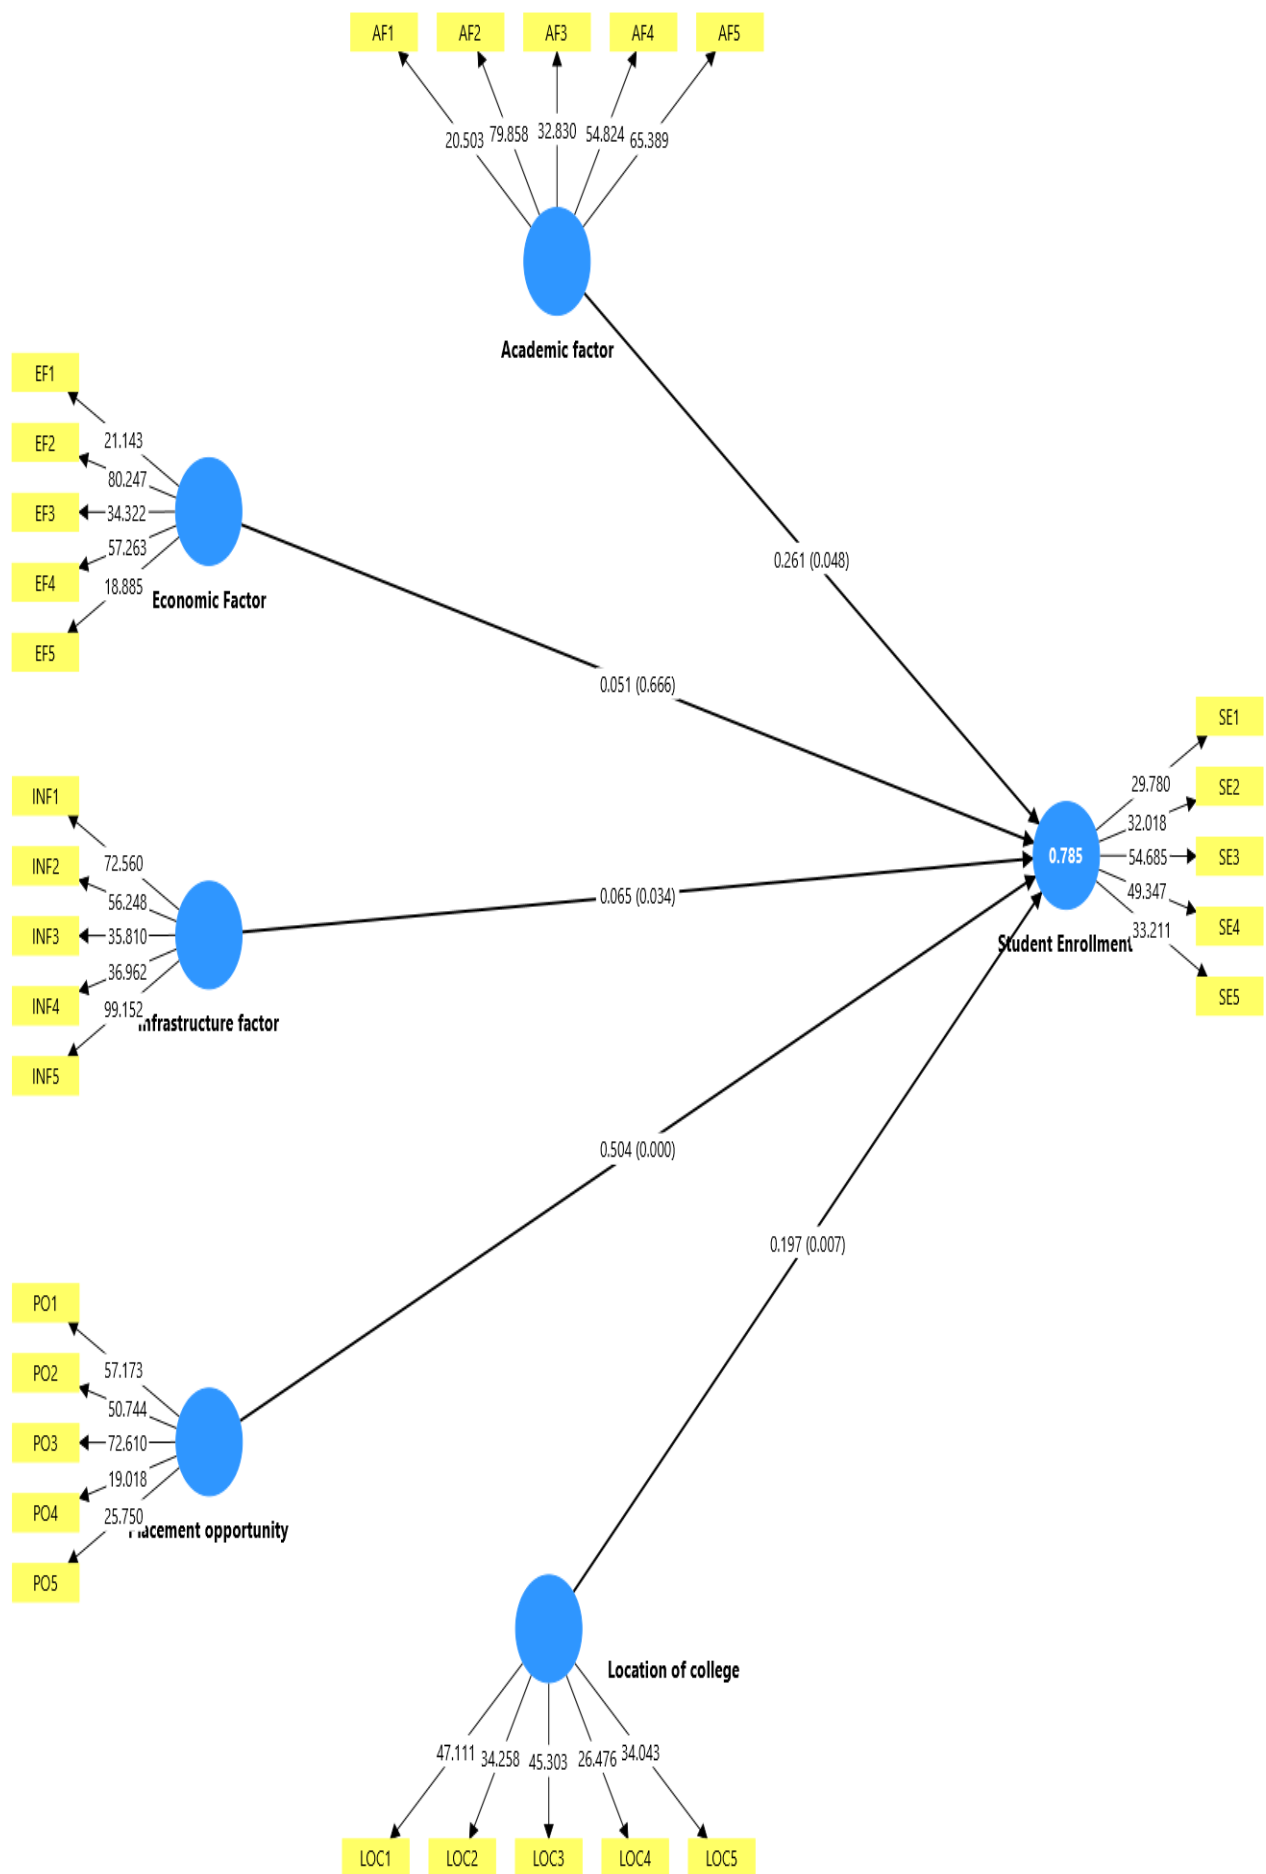 AF1 AF2 AF3 AF4 AF5
20.503 79.858 32.830 54.824 65.389
Academic factor
EF1
EF2
EF3
EF4
EF5
21.143
80.247
34.322
57.263
18.885
Economic Factor
0.261 (0.048)
0.051 (0.666)
INF1
INF2
INF3
INF4
INF5
72.560
56.248
35.810
36.962
99.152
Infrastructure factor
0.065 (0.034)
0.785
Student Enrollment
29.780
32.018
54.685
49.347
33.211
SE1
SE2
SE3
SE4
SE5
0.504 (0.000)
0.197 (0.007)
PO1
PO2
PO3
PO4
PO5
57.173
50.744
72.610
19.018
25.750
Placement opportunity
Location of college
47.111 34.258 45.303 26.476 34.043
LOC1 LOC2 LOC3 LOC4 LOC5